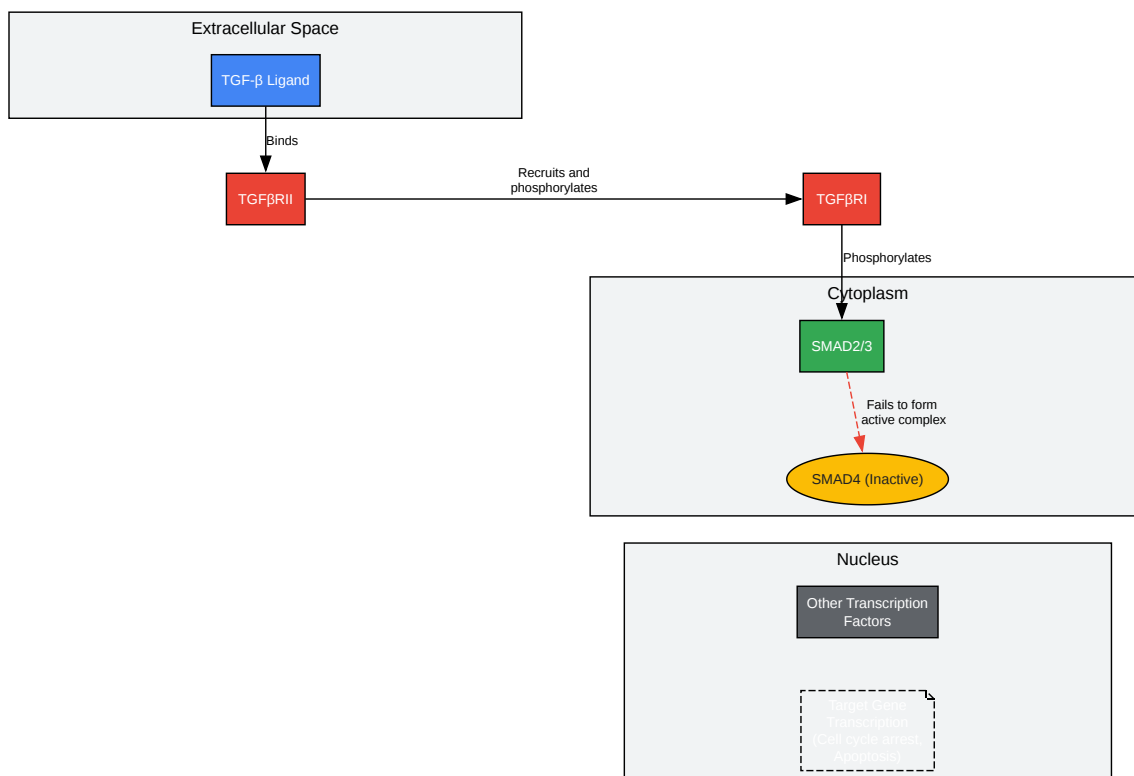 Extracellular Space
TGF-β Ligand
Binds
Recruits and
phosphorylates
TGFβRII
TGFβRI
Phosphorylates
Cytoplasm
SMAD2/3
Fails to form
active complex
SMAD4 (Inactive)
Nucleus
Other Transcription
Factors
Target Gene
Transcription
(Cell cycle arrest,
Apoptosis)